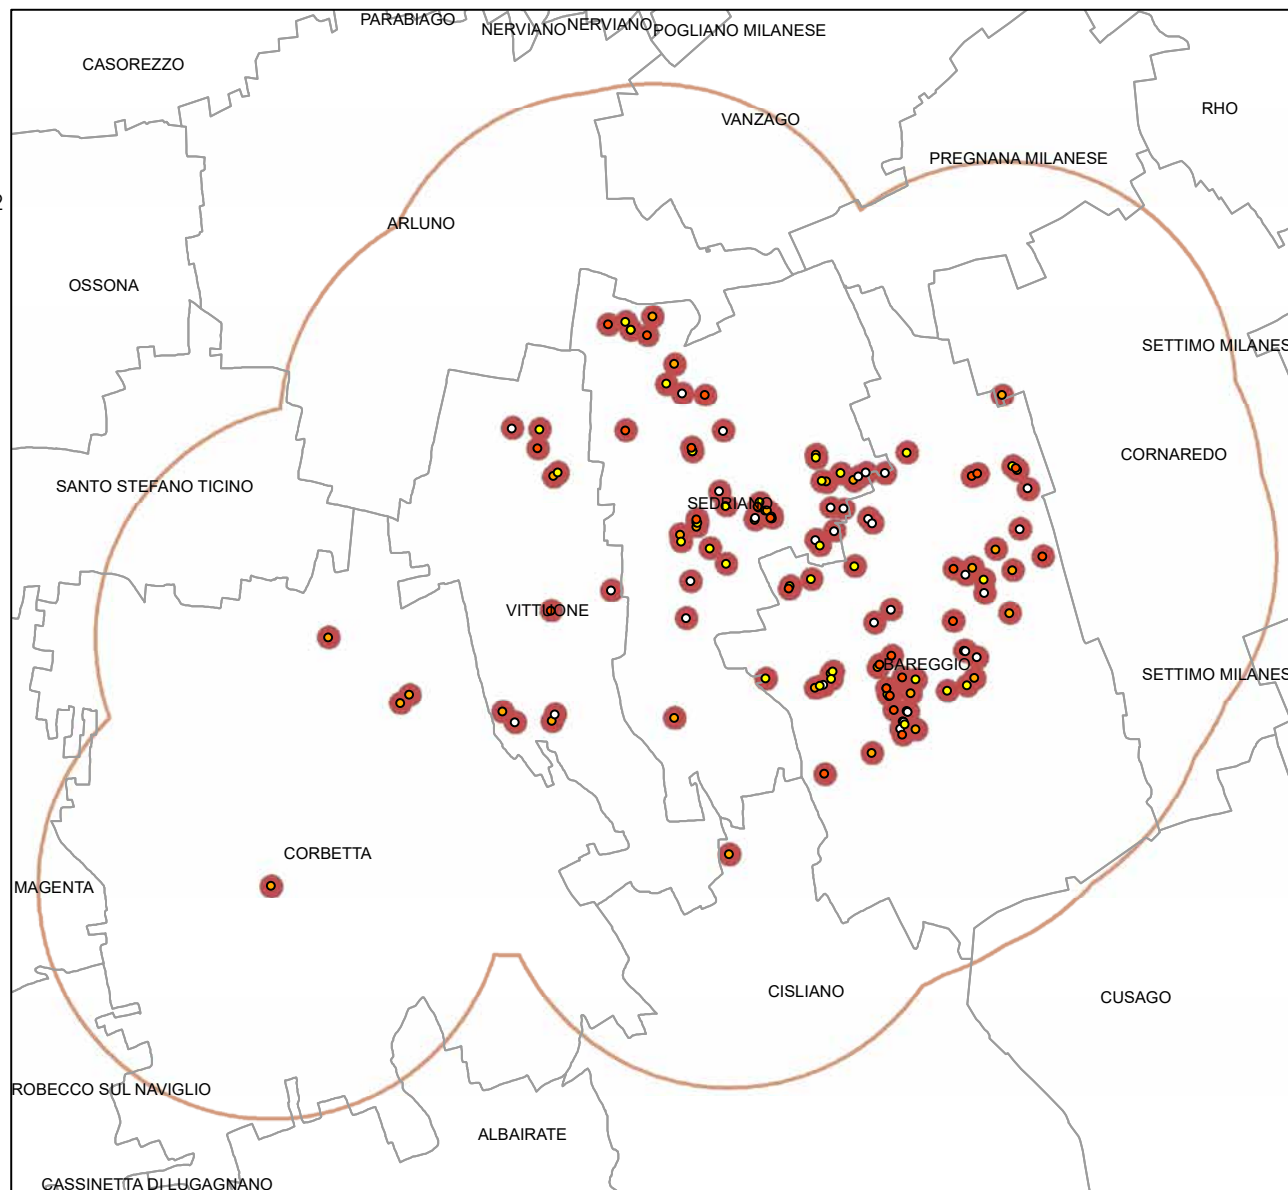 PARABIAGO
NERVIANO
NERVIANO
POGLIANO MILANESE
CASOREZZO
RHO
VANZAGO
PREGNANA MILANESE
ARLUNO
OSSONA
SETTIMO MILANES
CORNAREDO
SANTO STEFANO TICINO
SEDRIANO
VITTUONE
BAREGGIO
SETTIMO MILANES
CORBETTA
MAGENTA
CISLIANO
CUSAGO
ROBECCO SUL NAVIGLIO
ALBAIRATE
CASSINETTA DI LUGAGNANO